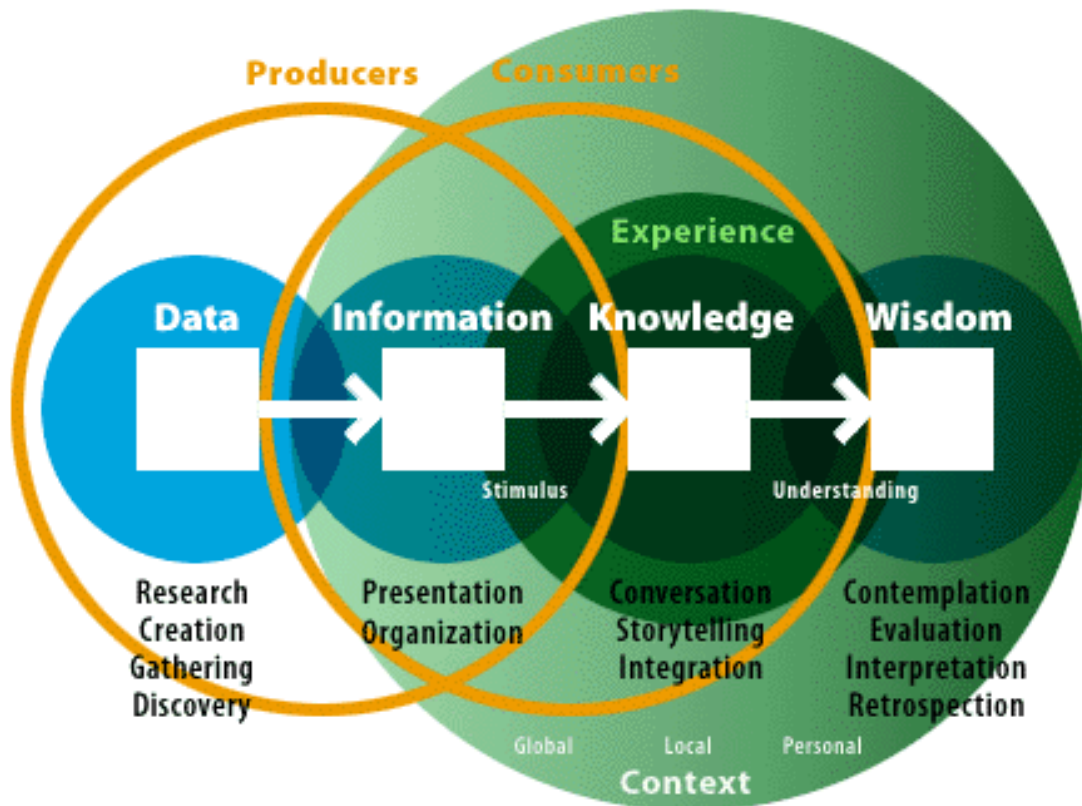 Producers Consumers
Experience
Data Information Knowledge Wisdom
Stimulus Understanding
Research Presentation Conversation Contemplation
Creation Organization Storytelling Evaluation
Gathering Integration Interpretation
Discovery Retrospection
Global Local Personal
Context